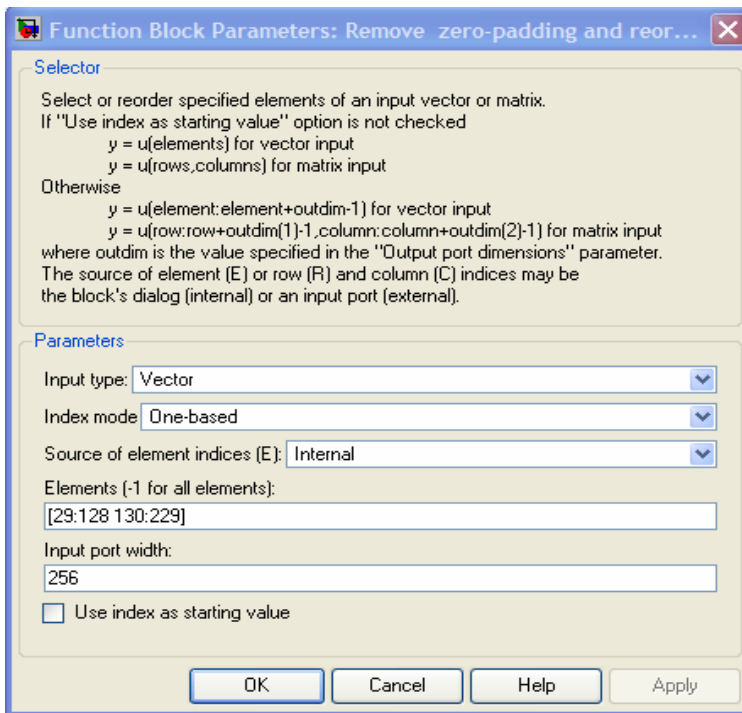 Function Block Parameters: Remove zero-padding and reor...
Selector
Select or reorder specified elements of an input vector or matrix.
If "Use index as starting value" option is not checked
y = u(elements) for vector input
y = u(rows,columns) for matrix input
Otherwise
y = u(element:element+outdim-1) for vector input
y = u(row:row+outdim(1)-1,column:column+outdim(2)-1) for matrix input
where outdim is the value specified in the "Output port dimensions" parameter.
The source of element (E) or row (R) and column (C) indices may be
the block's dialog (internal) or an input port (external).
Parameters
Input type: Vector
Index mode One-based
Source of element indices (E): Internal
Elements (-1 for all elements):
[29:128 130:229]
Input port width:
256
Use index as starting value
OK Cancel Help Apply